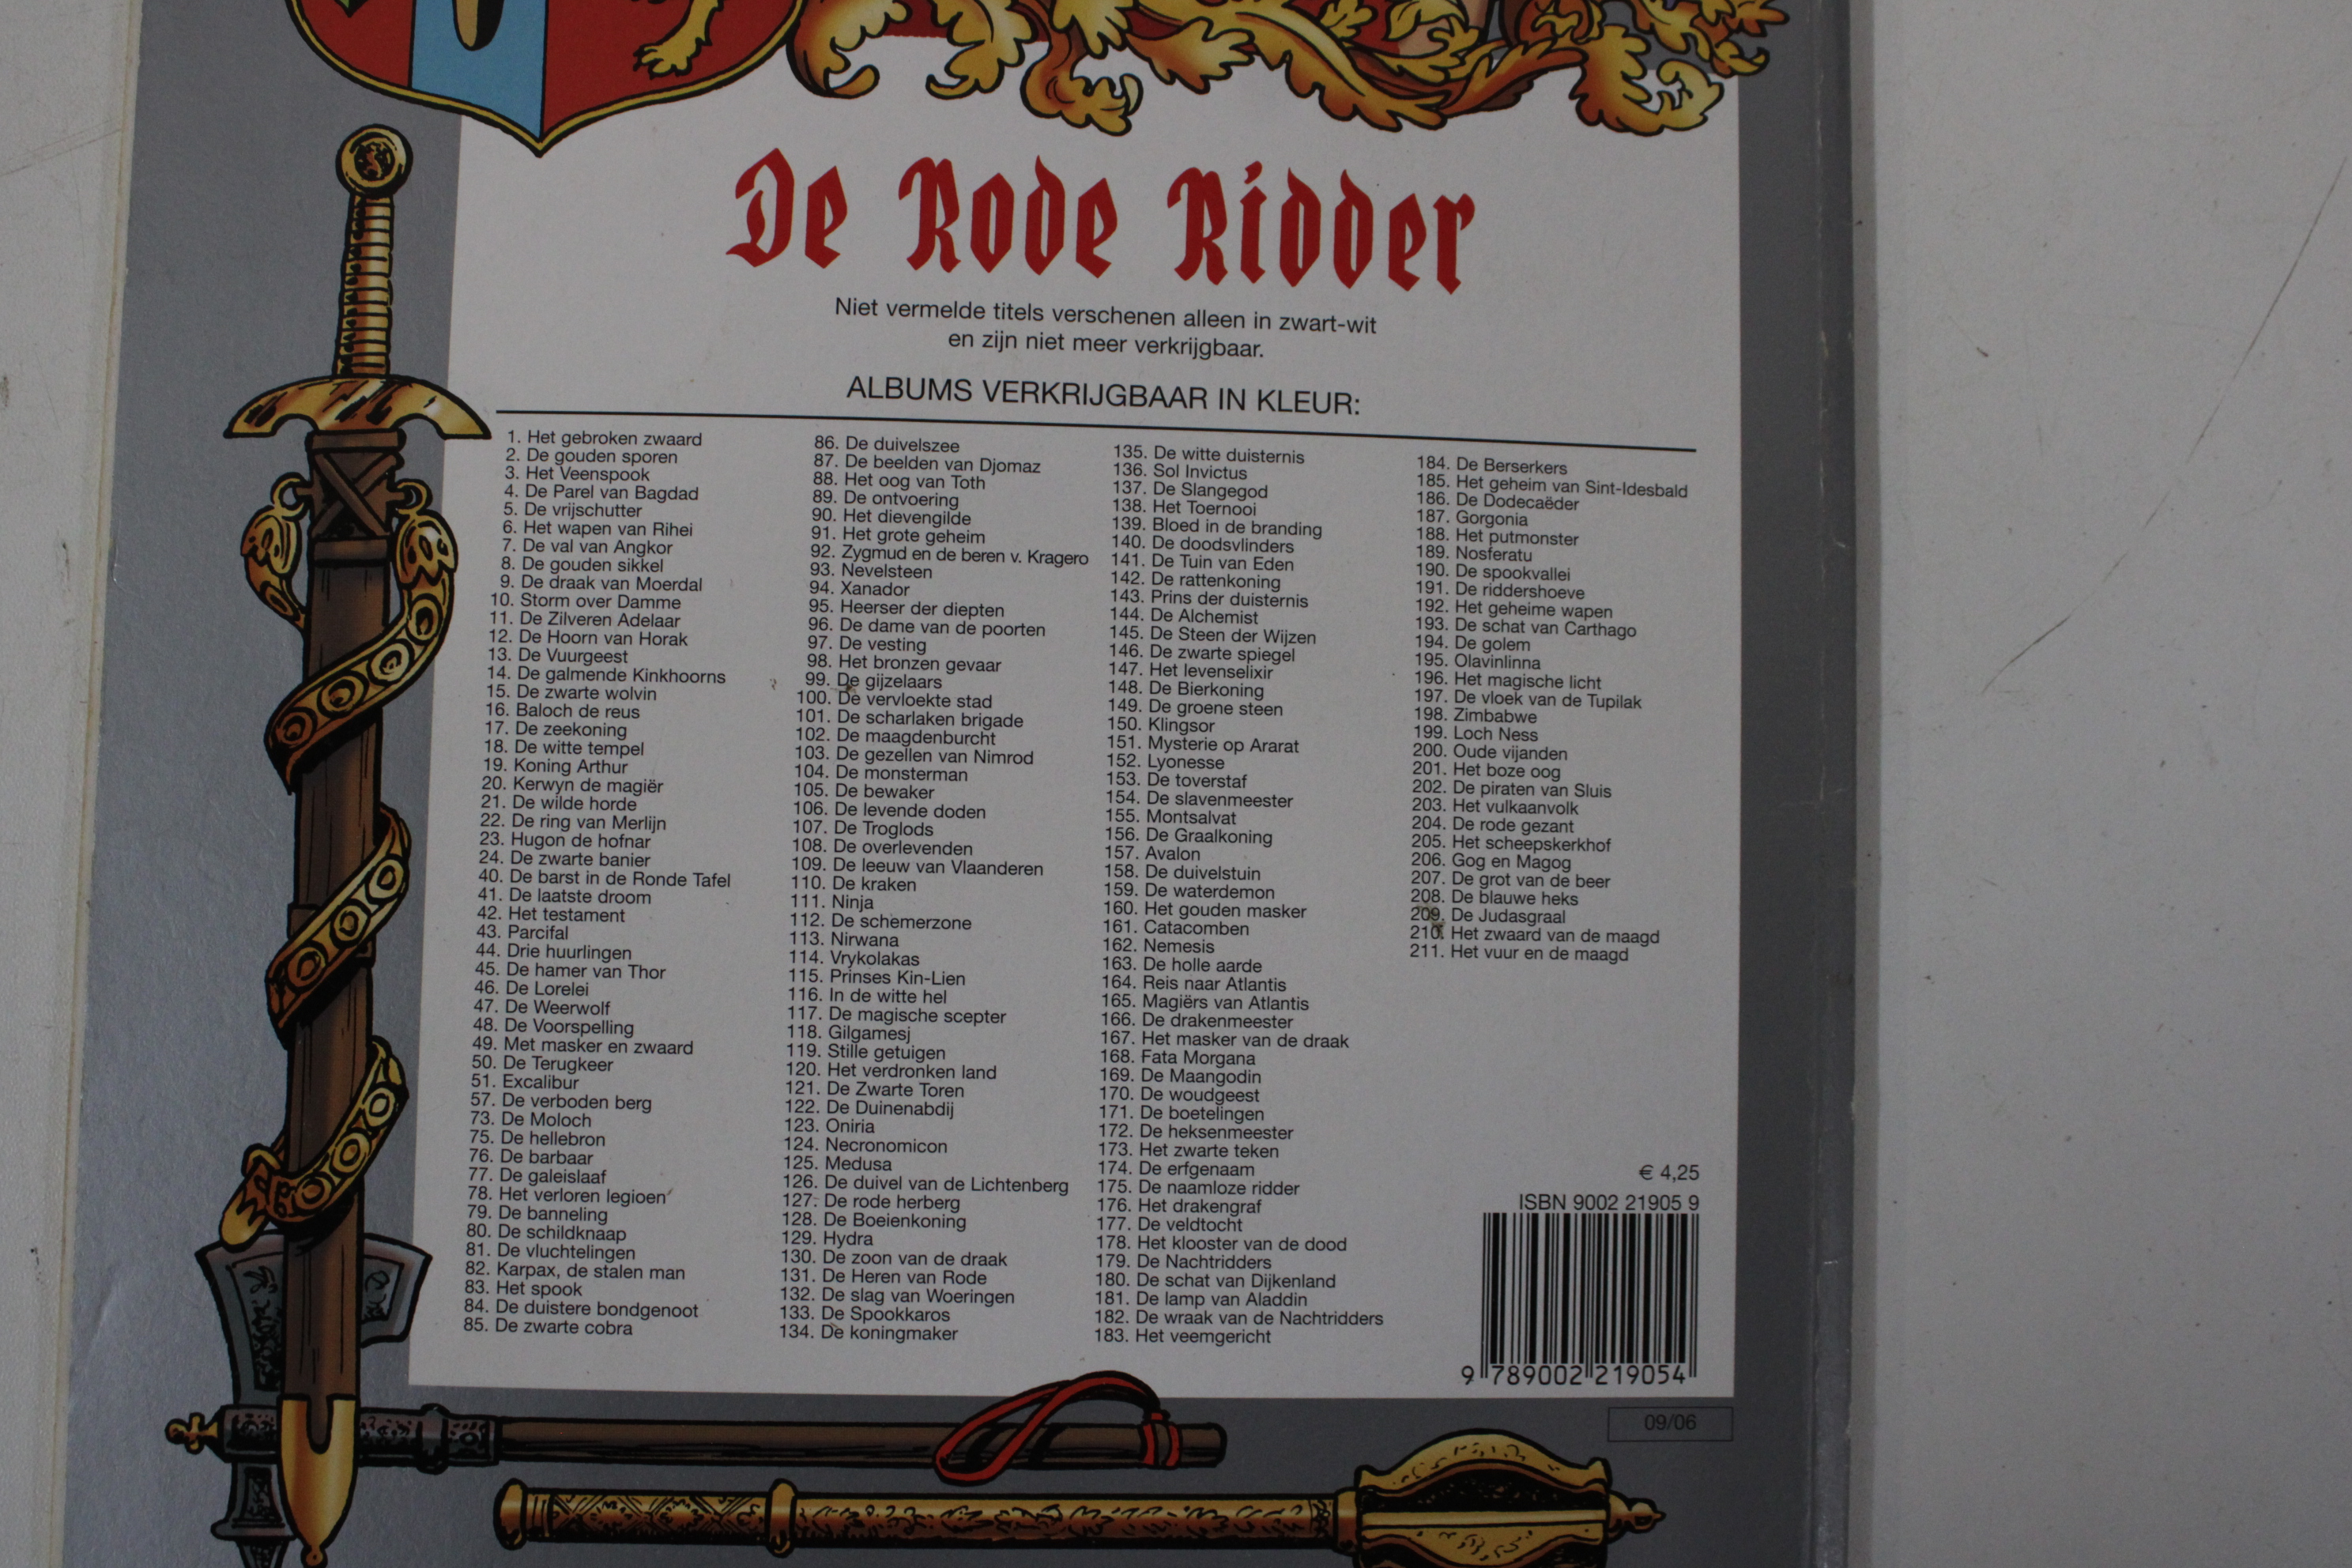 De Rode Ridder
Niet vermelde titels verschenen alleen in zwart-wit
en zijn niet meer verkrijgbaar.
ALBUMS VERKRIJGBAAR IN KLEUR:
1. Het gebroken zwaard
2. De gouden sporen
3. Het Veenspook
4. De Parel van Bagdad
5. De vrijschutter
6. Het wapen van Rihei
7. De val van Angkor
8. De gouden sikkel
9. De draak van Moerdal
10. Storm over Damme
11. De Zilveren Adelaar
12. De Hoorn van Horak
13. De Vuurgeest
14. De galmende Kinkhoorns
15. De zwarte wolvin
16. Baloch de reus
17. De zeekoning
18. De witte tempel
19. Koning Arthur
20. Kerwyn de magiër
21. De wilde horde
22. De ring van Merlijn
23. Hugon de hofnar
24. De zwarte banier
40. De barst in de Ronde Tafel
41. De laatste droom
42. Het testament
43. Parcifal
44. Drie huurlingen
45. De hamer van Thor
46. De Lorelei
47. De Weerwolf
48. De Voorspelling
49. Met masker en zwaard
50. De Terugkeer
51. Excalibur
57. De verboden berg
73. De Moloch
75. De hellebron
76. De barbaar
77. De galeislaaf
78. Het verloren legioen
79. De banneling
80. De schildknaap
81. De vluchtelingen
82. Karpax, de stalen man
83. Het spook
84. De duistere bondgenoot
85. De zwarte cobra
86. De duivelszee
87. De beelden van Djomaz
88. Het oog van Toth
89. De ontvoering
90. Het dievengilde
91. Het grote geheim
92. Zygmud en de beren v. Kragero
93. Nevelsteen
94. Xanador
95. Heerser der diepten
96. De dame van de poorten
97. De vesting
98. Het bronzen gevaar
99. De gijzelaars
100. De vervloekte stad
101. De scharlaken brigade
102. De maagdenburcht
103. De gezellen van Nimrod
104. De monsterman
105. De bewaker
106. De levende doden
107. De Troglods
108. De overlevenden
109. De leeuw van Vlaanderen
110. De kraken
111. Ninja
112. De schemerzone
113. Nirwana
114. Vrykolakas
115. Prinses Kin-Lien
116. In de witte hel
117. De magische scepter
118. Gilgamesj
119. Stille getuigen
120. Het verdronken land
121. De Zwarte Toren
122. De Duinenabdij
123. Oniria
124. Necronomicon
125. Medusa
126. De duivel van de Lichtenberg
127. De rode herberg
128. De Boeienkoning
129. Hydra
130. De zoon van de draak
131. De Heren van Rode
132. De slag van Woeringen
133. De Spookkaros
134. De koningmaker
135. De witte duisternis
136. Sol Invictus
137. De Slangegod
138. Het Toernooi
139. Bloed in de branding
140. De doodsvlinders
141. De Tuin van Eden
142. De rattenkoning
143. Prins der duisternis
144. De Alchemist
145. De Steen der Wijzen
146. De zwarte spiegel
147. Het levenselixir
148. De Bierkoning
149. De groene steen
150. Klingsor
151. Mysterie op Ararat
152. Lyonesse
153. De toverstaf
154. De slavenmeester
155. Montsalvat
156. De Graalkoning
157. Avalon
158. De duivelstuin
159. De waterdemon
160. Het gouden masker
161. Catacomben
162. Nemesis
163. De holle aarde
164. Reis naar Atlantis
165. Magiërs van Atlantis
166. De drakenmeester
167. Het masker van de draak
168. Fata Morgana
169. De Maangodin
170. De woudgeest
171. De boetelingen
172. De heksenmeester
173. Het zwarte teken
174. De erfgenaam
175. De naamloze ridder
176. Het drakengraf
177. De veldtocht
178. Het klooster van de dood
179. De Nachtridders
180. De schat van Dijkenland
181. De lamp van Aladdin
182. De wraak van de Nachtridders
183. Het veemgericht
184. De Berserkers
185. Het geheim van Sint-Idesbald
186. De Dodecaëder
187. Gorgonia
188. Het putmonster
189. Nosferatu
190. De spookvallei
191. De riddershoeve
192. Het geheime wapen
193. De schat van Carthago
194. De golem
195. Olavinlinna
196. Het magische licht
197. De vloek van de Tupilak
198. Zimbabwe
199. Loch Ness
200. Oude vijanden
201. Het boze oog
202. De piraten van Sluis
203. Het vulkaanvolk
204. De rode gezant
205. Het scheepskerkhof
206. Gog en Magog
207. De grot van de beer
208. De blauwe heks
209. De Judasgraal
210. Het zwaard van de maagd
211. Het vuur en de maagd
€ 4,25
ISBN 9002 21905 9
9 789002 219054
09/06